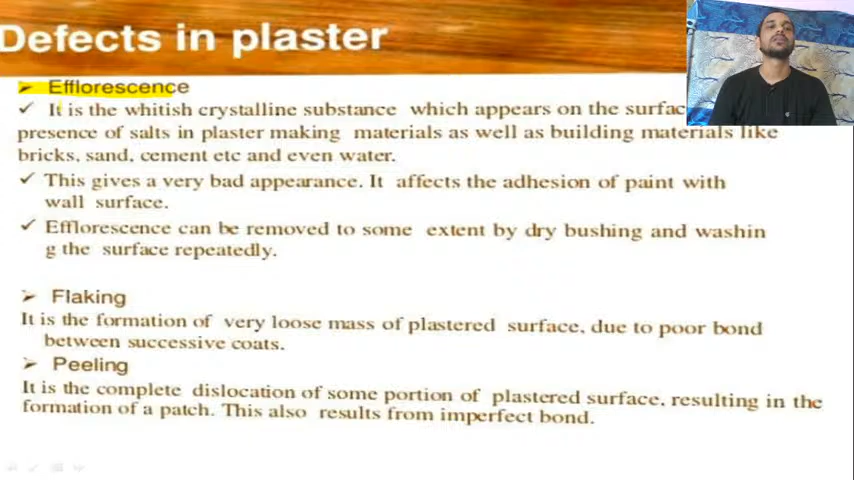 Defects in plaster
➢ Efflorescence
✓ It is the whitish crystalline substance which appears on the surfac
presence of salts in plaster making materials as well as building materials like
bricks, sand, cement etc and even water.
✓ This gives a very bad appearance. It affects the adhesion of paint with
wall surface.
✓ Efflorescence can be removed to some extent by dry bushing and washin
g the surface repeatedly.
➢ Flaking
It is the formation of very loose mass of plastered surface, due to poor bond
between successive coats.
➢ Peeling
It is the complete dislocation of some portion of plastered surface, resulting in the
formation of a patch. This also results from imperfect bond.